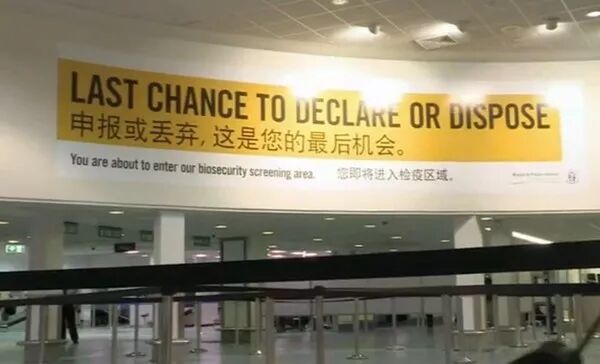 LAST CHANCE TO DECLARE OR DISPOSE
申报或丢弃,这是您的最后机会。
You are about to enter our biosecurity screening area. 您即将进入检疫区域。